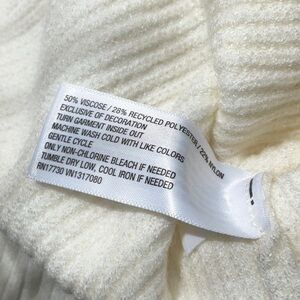 50% VISCOSE / 28% RECYCLED POLYESTER / 22% NYLON
EXCLUSIVE OF DECORATION
TURN GARMENT INSIDE OUT
MACHINE WASH COLD WITH LIKE COLORS
GENTLE CYCLE
ONLY NON-CHLORINE BLEACH IF NEEDED
TUMBLE DRY LOW, COOL IRON IF NEEDED
RN17730 VN1317080